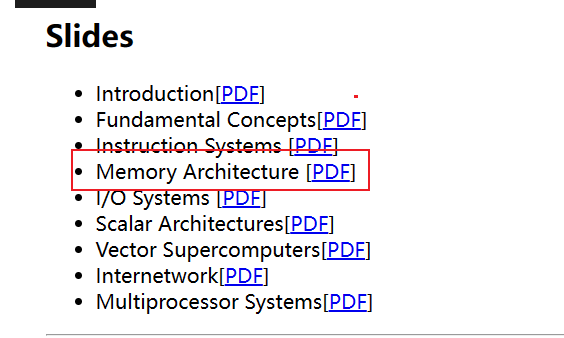 Slides
Introduction[PDF]
Fundamental Concepts[PDF]
Instruction Systems [PDF]
Memory Architecture [PDF]
I/O Systems [PDF]
Scalar Architectures[PDF]
Vector Supercomputers[PDF]
Internetwork[PDF]
Multiprocessor Systems[PDF]